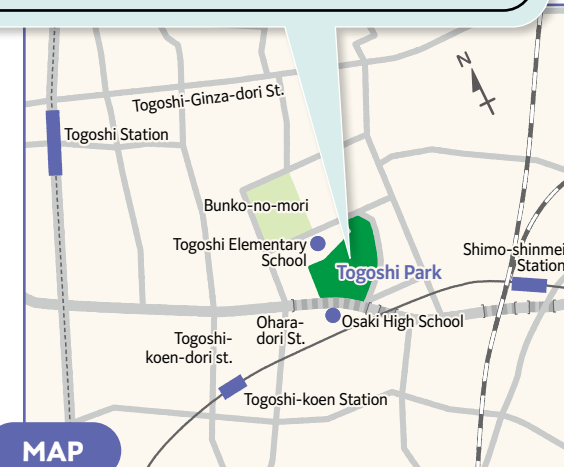 N
Togoshi-Ginza-dori St.
Togoshi Station
Bunko-no-mori
Togoshi Elementary
School
Shimo-shinmei
Station
Togoshi Park
Ohara-
dori St.
Osaki High School
Togoshi-
koen-dori st.
Togoshi-koen Station
MAP